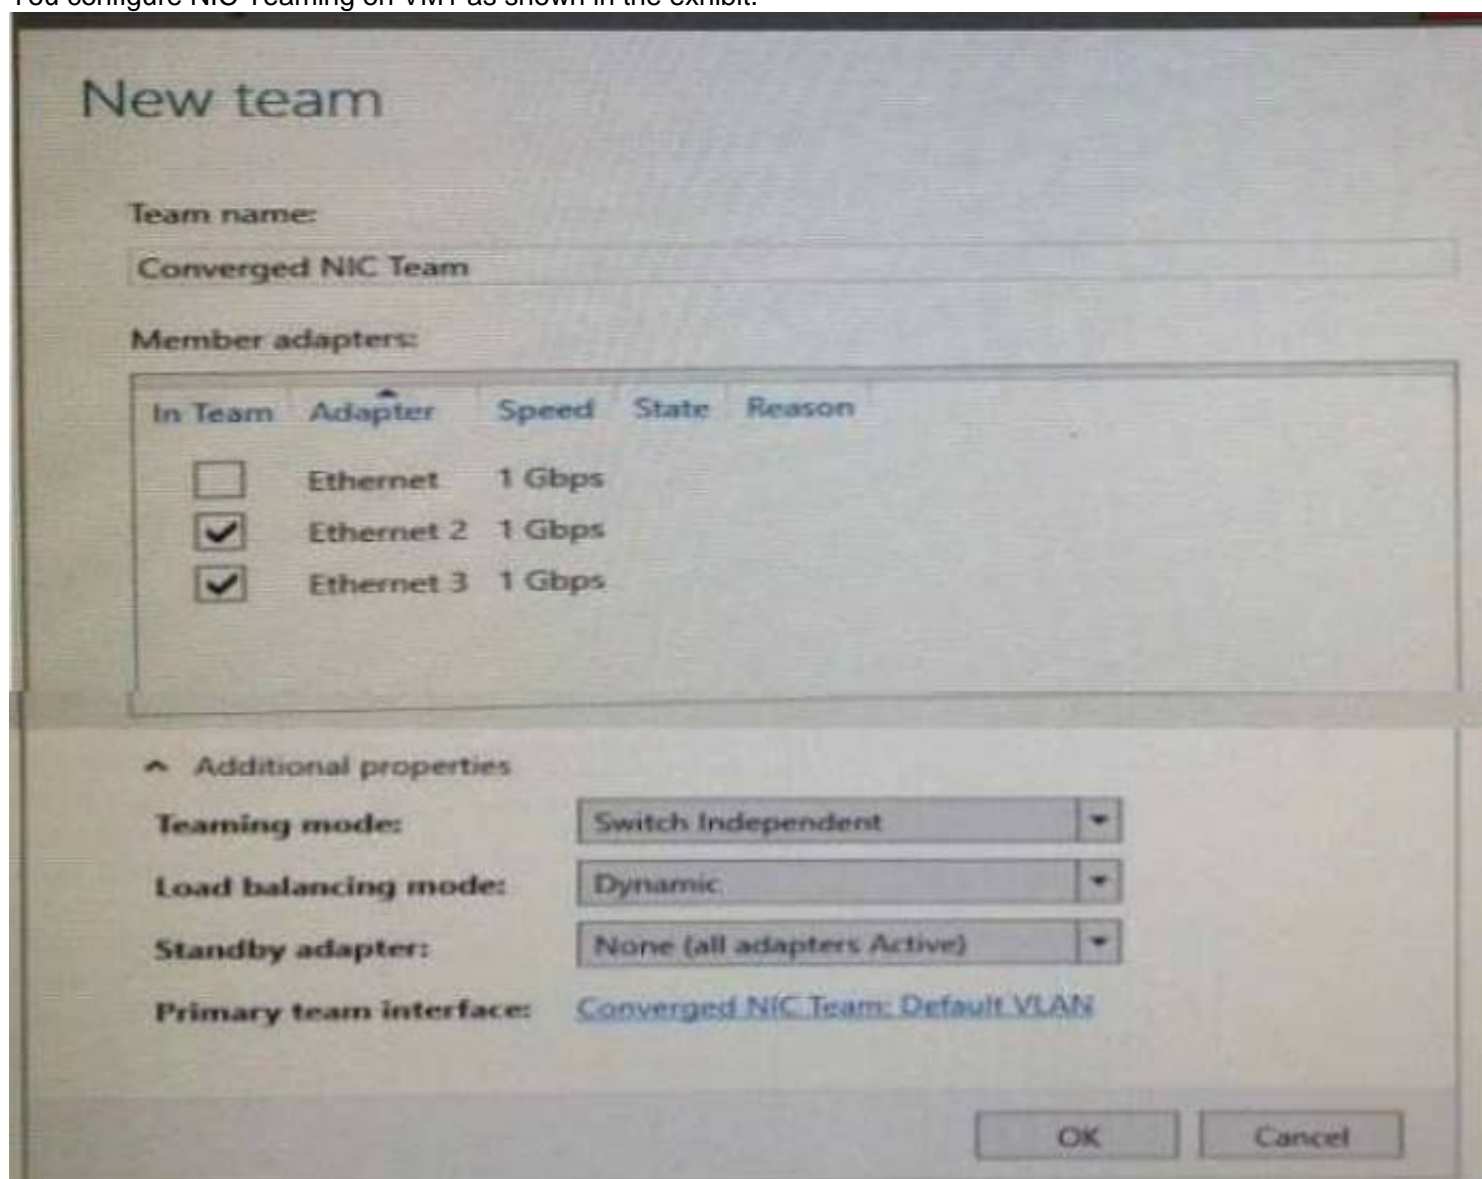 You configure NIC Teaming on VM1 as shown in the exhibit.
New team
Team name:
Converged NIC Team
Member adapters:
In Team Adapter Speed State Reason
Ethernet 1 Gbps
Ethernet 2 1 Gbps
Ethernet 3 1 Gbps
Additional properties
Teaming mode: Switch Independent
Load balancing mode: Dynamic
Standby adapter: None (all adapters Active)
Primary team interface: Converged NIC Team: Default VLAN
OK Cancel